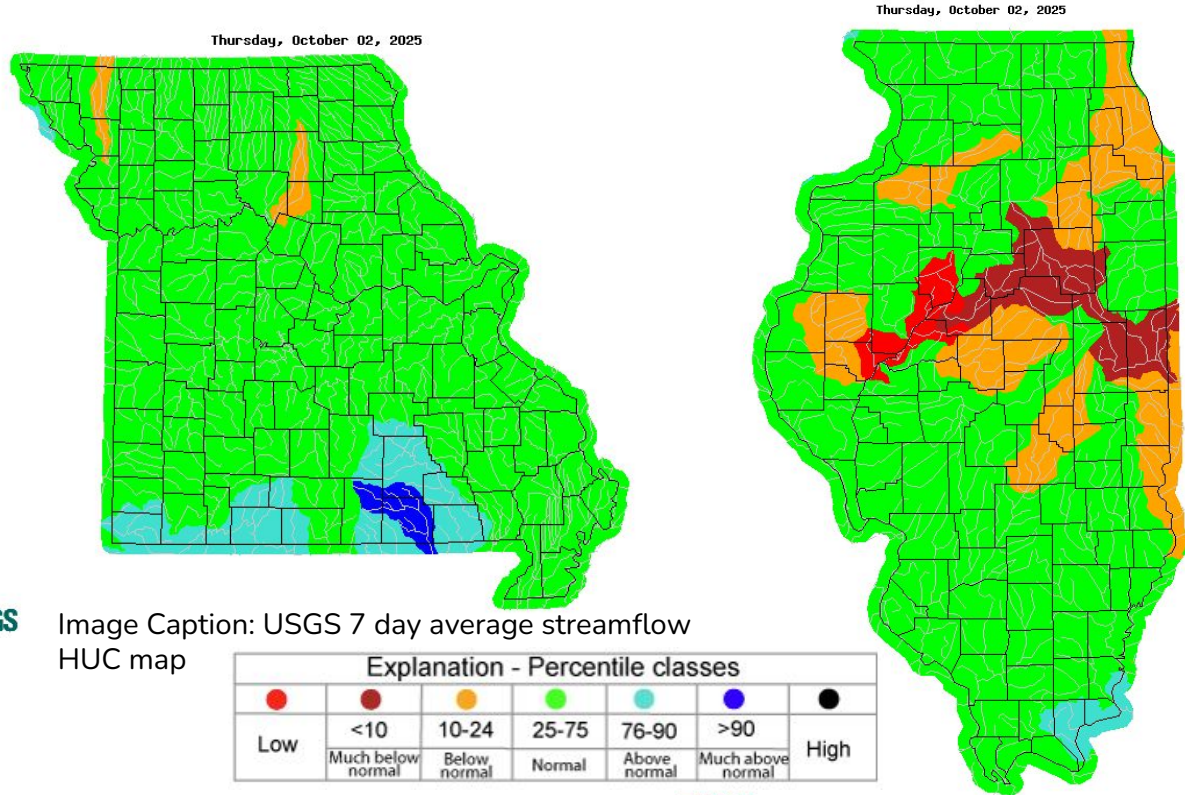 Thursday, October 02, 2025
Thursday, October 02, 2025
Image Caption: USGS 7 day average streamflow
HUC map
Explanation - Percentile classes
Low
<10
10-24
25-75
76-90
>90
High
Much below
normal
Below
normal
Normal
Above
normal
Much above
normal